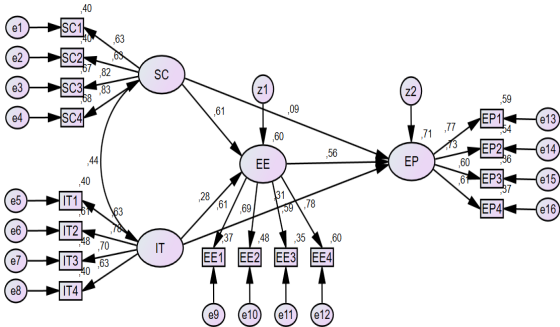 ,40
e1 SC1
,63
,40
e2 SC2
,63
,67
e3 SC3
,82
,68
e4 SC4
,83
SC
z1
z2
,09
,61
,60
EE
,56
,71
EP
,44
,28
,31
IT
,40
e5 IT1
,63
,61
e6 IT2
,78
,48
e7 IT3
,70
,40
e8 IT4
,63
,61
,69
,59
,78
,37
EE1
,48
EE2
,35
EE3
,60
EE4
e9
e10
e11
e12
,59
,77
EP1 e13
,54
,73
EP2 e14
,36
,60
EP3 e15
,37
,61
EP4 e16